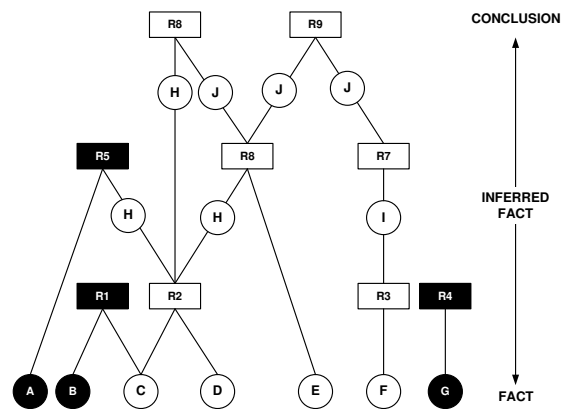 R8
R9
CONCLUSION
H
J
J
J
R5
R8
R7
H
H
I
INFERRED
FACT
R1
R2
R3
R4
A
B
C
D
E
F
G
FACT